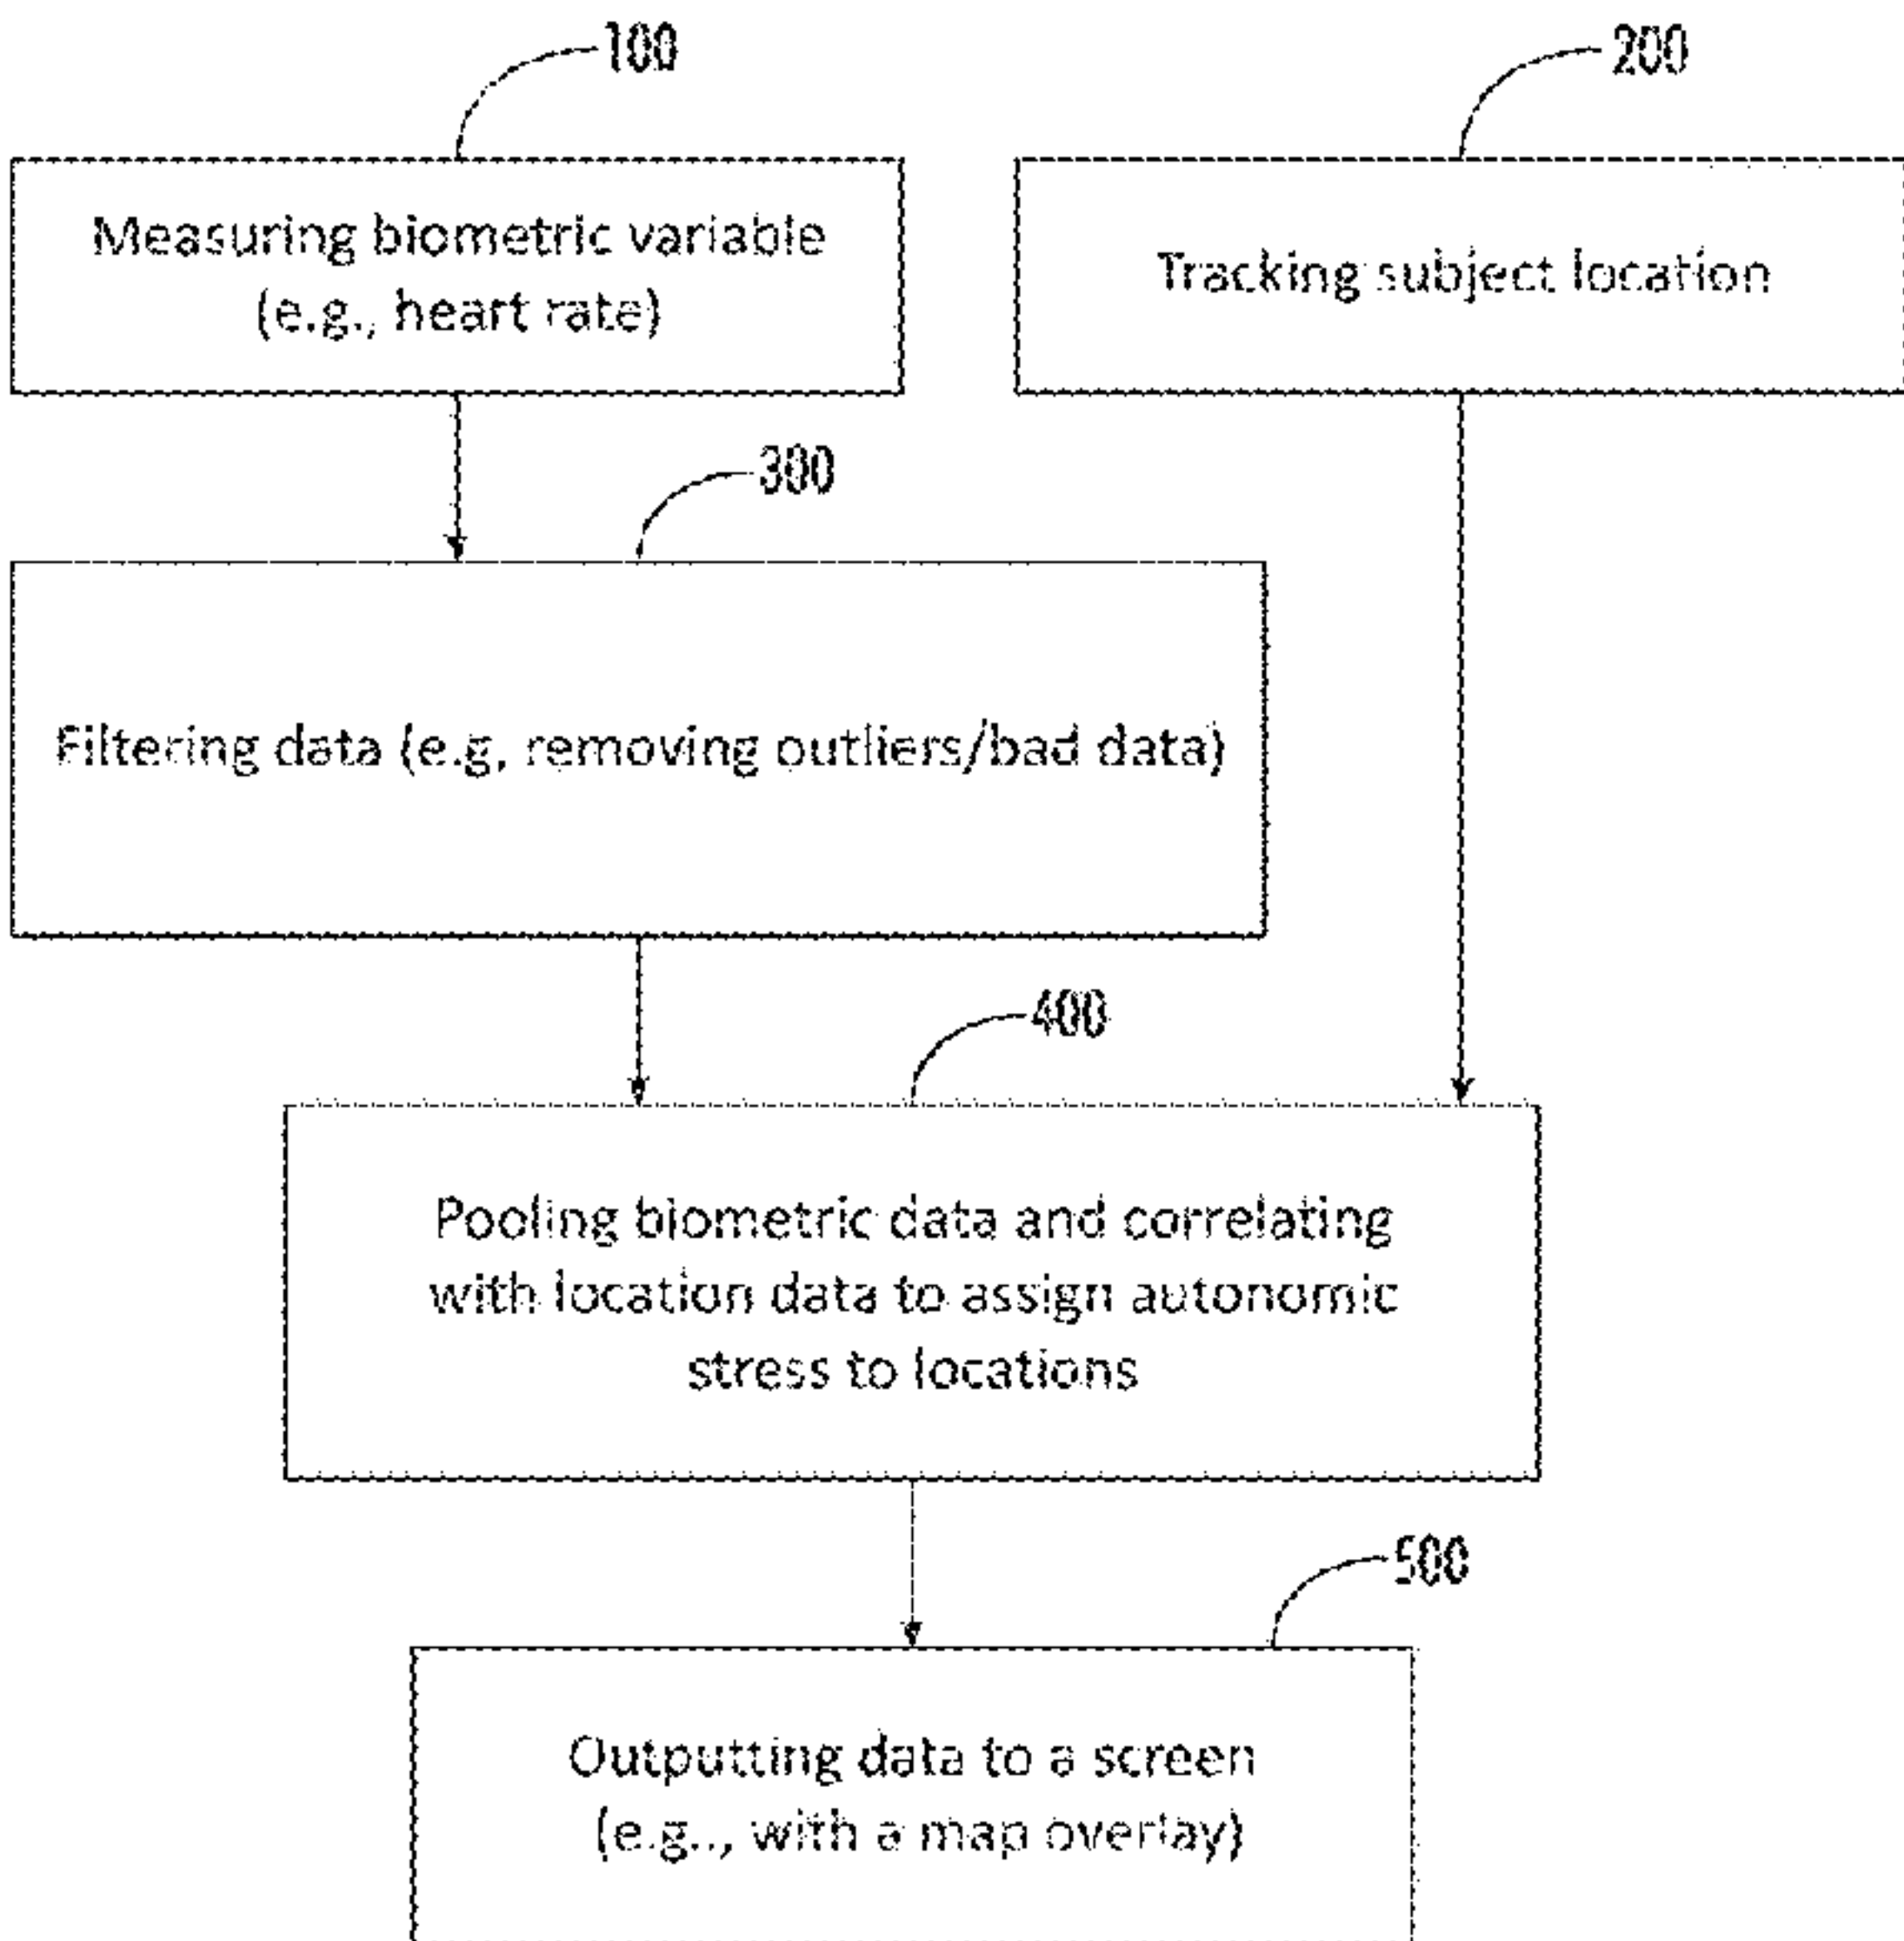 100
200
Measuring biometric variable
(e.g., heart rate)
Tracking subject location
300
Filtering data (e.g, removing outliers/bad data)
400
Pooling biometric data and correlating
with location data to assign autonomic
stress to locations
500
Outputting data to a screen
(e.g.., with a map overlay)